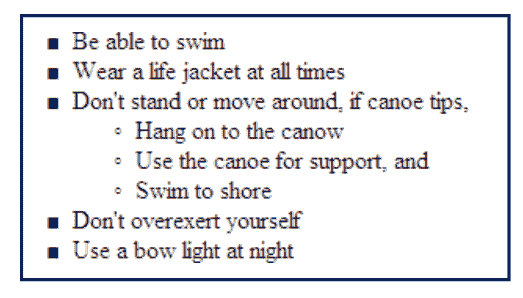 Be able to swim
Wear a life jacket at all times
Don't stand or move around, if canoe tips,
Hang on to the canow
Use the canoe for support, and
Swim to shore
Don't overexert yourself
Use a bow light at night